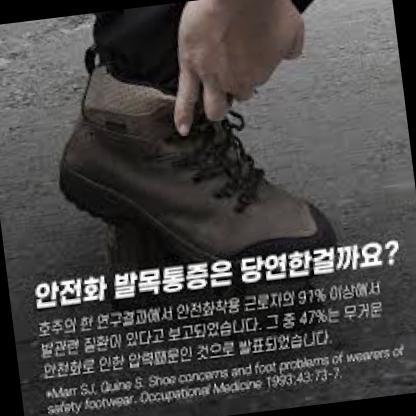 안전화 발목통증은 당연한걸까요?
호주의 한 연구결과에서 안전화착용 근로자의 91% 이상에서
발관련 질환이 있다고 보고되었습니다. 그 중 47%는 무거운
안전화로 인한 압력때문인 것으로 발표되었습니다.
*Marr SJ, Quine S. Shoe concerns and foot problems of wearers of
safety footwear. Occupational Medicine 1993;43:73-7.